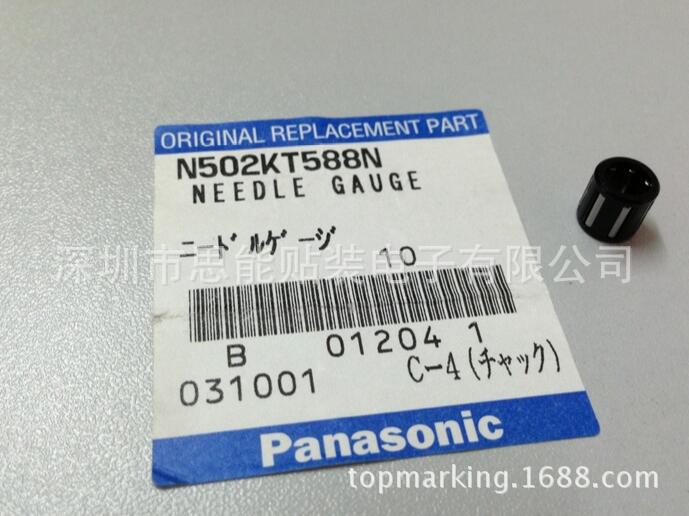 ORIGINAL REPLACEMENT PART
N502KT588N
NEEDLE GAUGE
ニードルゲージ
10
深圳市思能贴装电子有限公司
B 01204 1
031001 C-4(チャック)
Panasonic
topmarking.1688.com